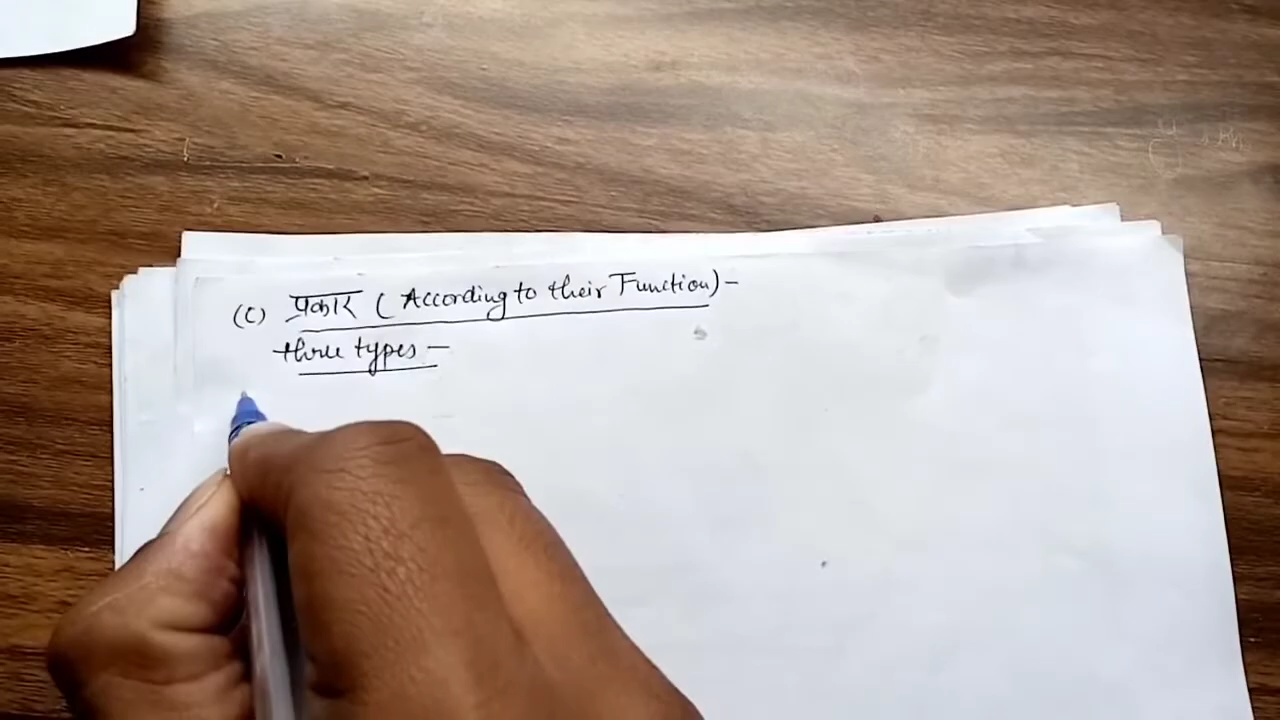 (C) प्रकार ( According to their Function) -
three types -